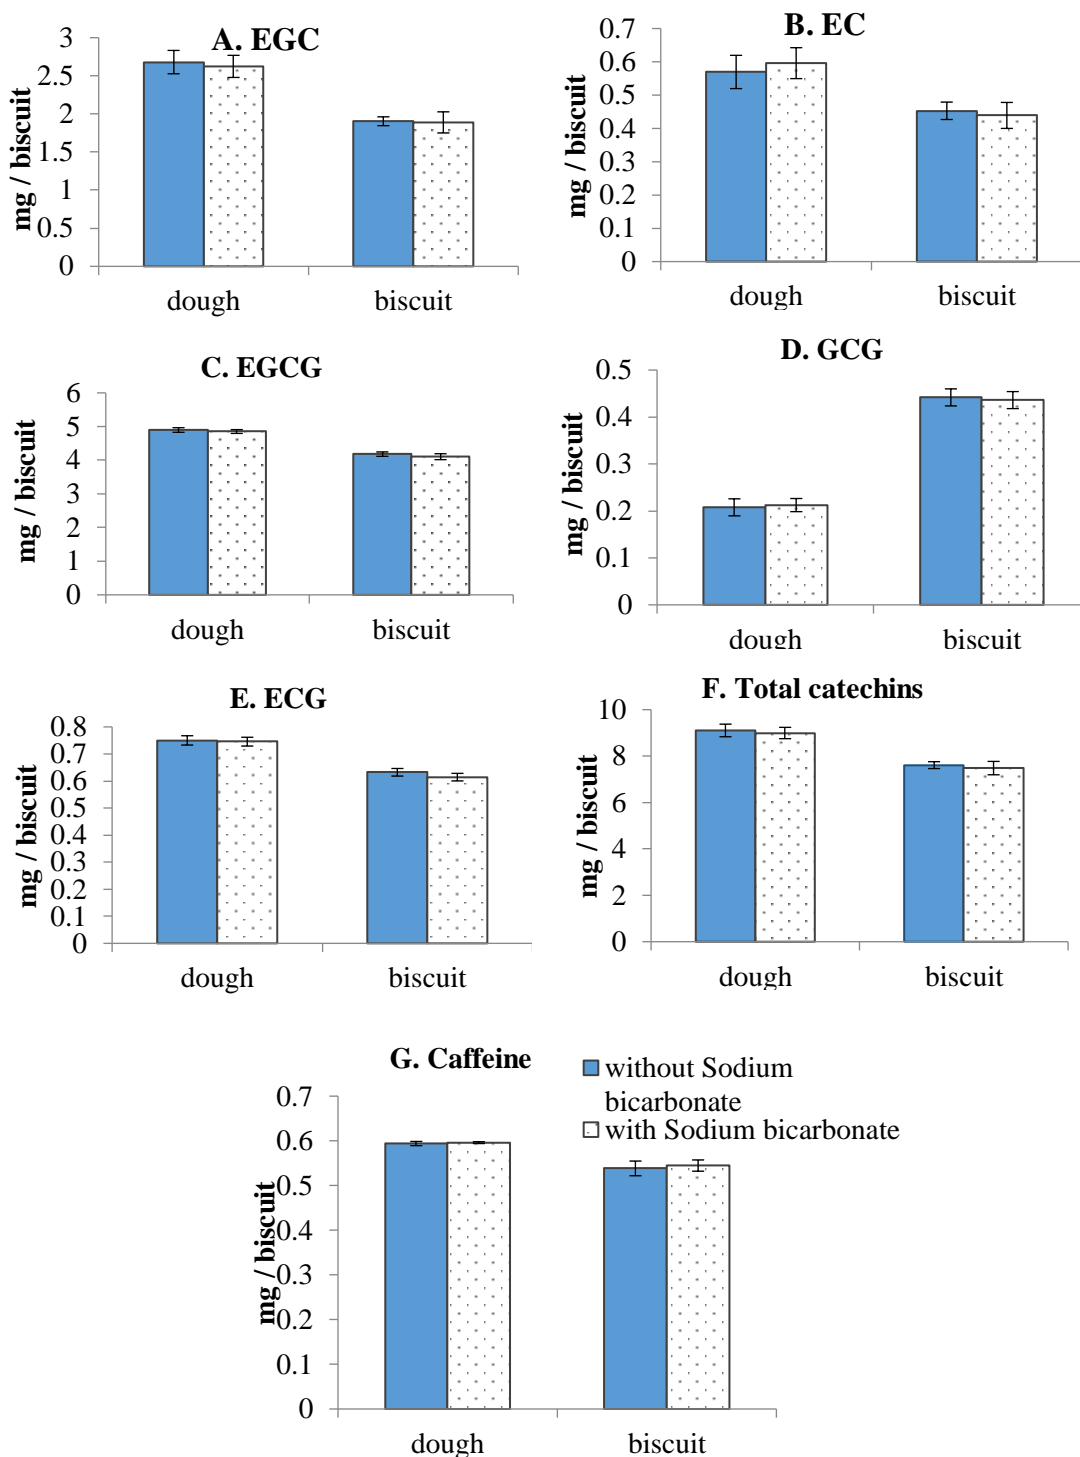 A. EGC
mg / biscuit
3
2.5
2
1.5
1
0.5
0
dough biscuit
B. EC
mg / biscuit
0.7
0.6
0.5
0.4
0.3
0.2
0.1
0
dough biscuit
C. EGCG
mg / biscuit
6
5
4
3
2
1
0
dough biscuit
D. GCG
mg / biscuit
0.5
0.4
0.3
0.2
0.1
0
dough biscuit
E. ECG
mg / biscuit
0.8
0.7
0.6
0.5
0.4
0.3
0.2
0.1
0
dough biscuit
F. Total catechins
mg / biscuit
10
8
6
4
2
0
dough biscuit
G. Caffeine
without Sodium
bicarbonate
with Sodium bicarbonate
mg / biscuit
0.7
0.6
0.5
0.4
0.3
0.2
0.1
0
dough biscuit